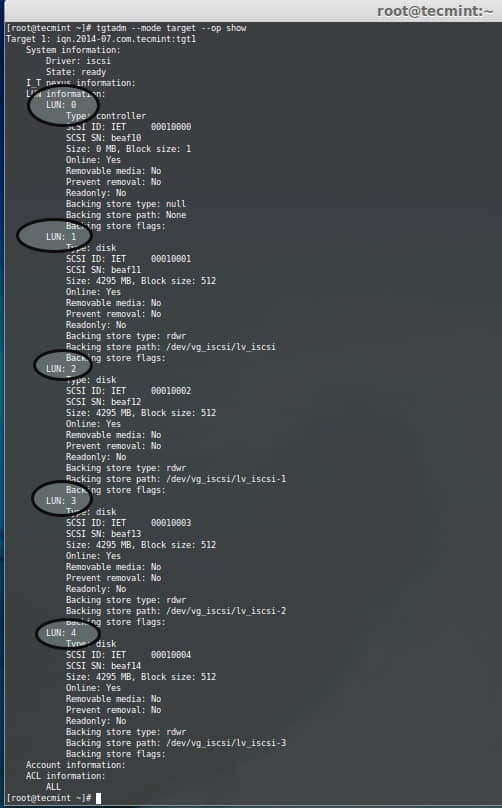 root@tecmint:~
[root@tecmint ~]# tgtadm --mode target --op show
Target 1: iqn.2014-07.com.tecmint:tgt1
System information:
Driver: iscsi
State: ready
I_T nexus information:
LUN information:
LUN: 0
Type: controller
SCSI ID: IET     00010000
SCSI SN: beaf10
Size: 0 MB, Block size: 1
Online: Yes
Removable media: No
Prevent removal: No
Readonly: No
Backing store type: null
Backing store path: None
Backing store flags:
LUN: 1
Type: disk
SCSI ID: IET     00010001
SCSI SN: beaf11
Size: 4295 MB, Block size: 512
Online: Yes
Removable media: No
Prevent removal: No
Readonly: No
Backing store type: rdwr
Backing store path: /dev/vg_iscsi/lv_iscsi
Backing store flags:
LUN: 2
Type: disk
SCSI ID: IET     00010002
SCSI SN: beaf12
Size: 4295 MB, Block size: 512
Online: Yes
Removable media: No
Prevent removal: No
Readonly: No
Backing store type: rdwr
Backing store path: /dev/vg_iscsi/lv_iscsi-1
Backing store flags:
LUN: 3
Type: disk
SCSI ID: IET     00010003
SCSI SN: beaf13
Size: 4295 MB, Block size: 512
Online: Yes
Removable media: No
Prevent removal: No
Readonly: No
Backing store type: rdwr
Backing store path: /dev/vg_iscsi/lv_iscsi-2
Backing store flags:
LUN: 4
Type: disk
SCSI ID: IET     00010004
SCSI SN: beaf14
Size: 4295 MB, Block size: 512
Online: Yes
Removable media: No
Prevent removal: No
Readonly: No
Backing store type: rdwr
Backing store path: /dev/vg_iscsi/lv_iscsi-3
Backing store flags:
Account information:
ACL information:
ALL
[root@tecmint ~]#